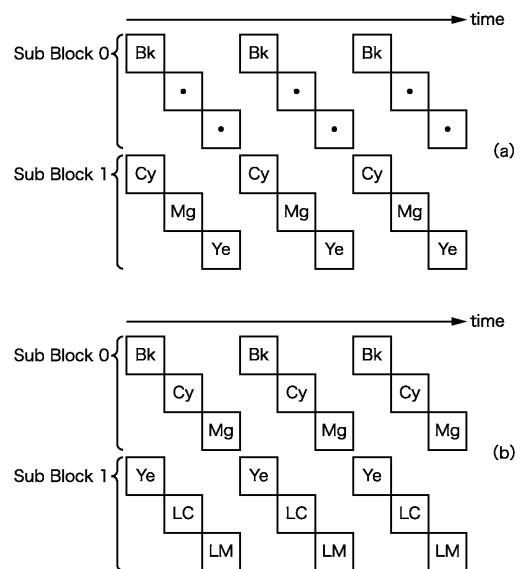 time
Sub Block 0 Bk Bk Bk
• • •
• • •
(a)
Sub Block 1 Cy Cy Cy
Mg Mg Mg
Ye Ye Ye
time
Sub Block 0 Bk Bk Bk
Cy Cy Cy
Mg Mg Mg
(b)
Sub Block 1 Ye Ye Ye
LC LC LC
LM LM LM